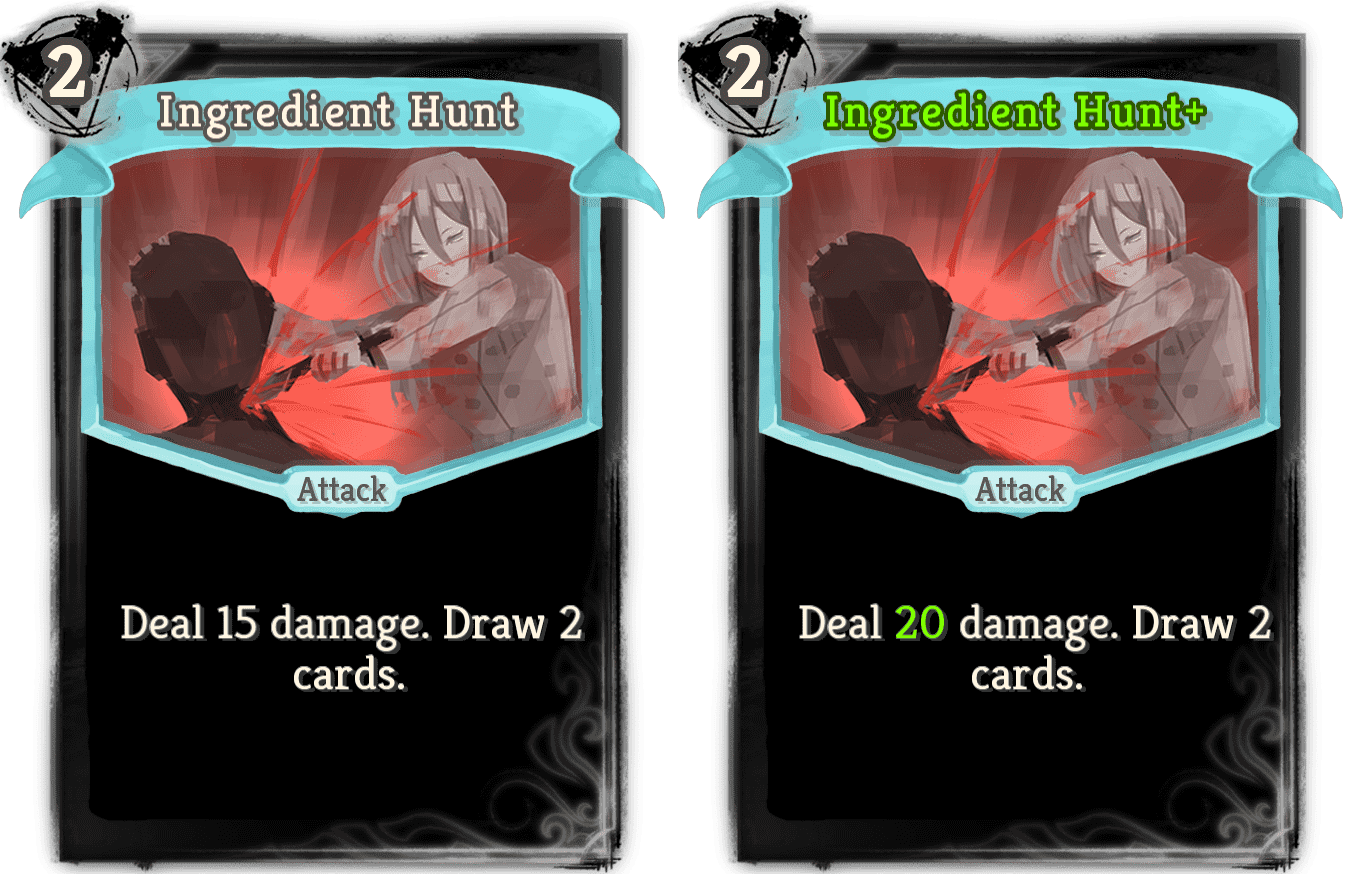 2
Ingredient Hunt
Attack
Deal 15 damage. Draw 2
cards.
2
Ingredient Hunt+
Attack
Deal 20 damage. Draw 2
cards.